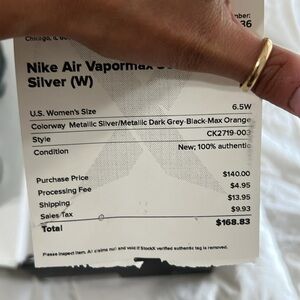 mber:
Chicago, IL
36
Nike Air Vapormax
Silver (W)
U.S. Women's Size 6.5W
Colorway Metallic Silver/Metallic Dark Grey-Black-Max Orange
Style CK2719-003
Condition New; 100% authentic
Purchase Price $140.00
Processing Fee $4.95
Shipping $13.95
Sales Tax $9.93
Total $168.83
Please inspect item. All claims null and void if StockX verified authentic tag is removed.